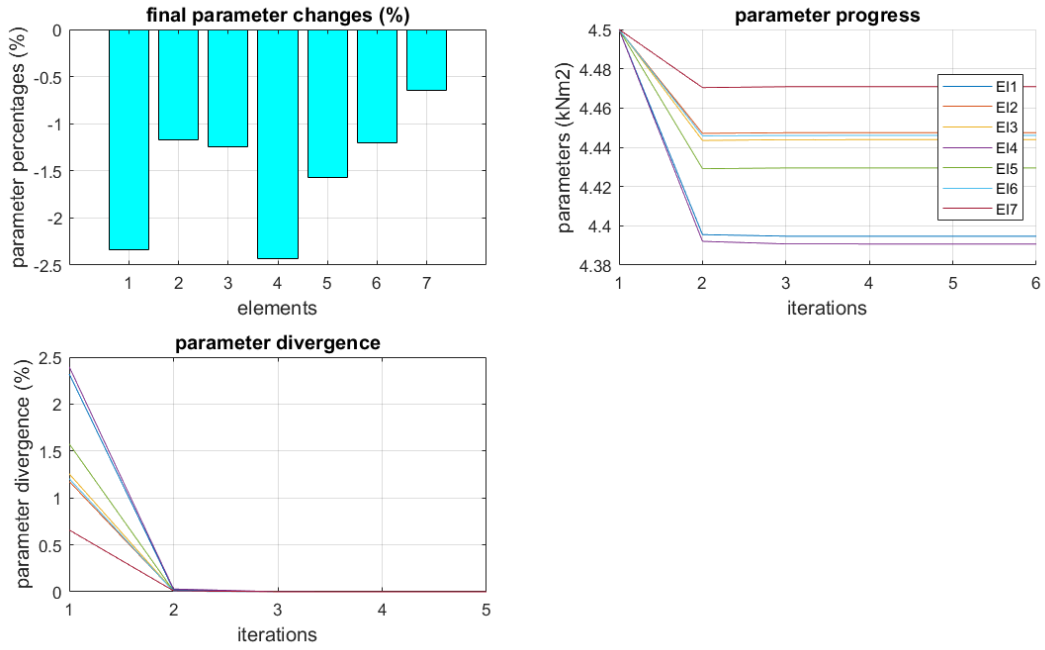 final parameter changes (%)
parameter percentages (%)
0
-0.5
-1
-1.5
-2
-2.5
1 2 3 4 5 6 7
elements
parameter progress
parameters (kNm2)
4.5
4.48
4.46
4.44
4.42
4.4
4.38
1 2 3 4 5 6
iterations
EI1
EI2
EI3
EI4
EI5
EI6
EI7
parameter divergence
parameter divergence (%)
2.5
2
1.5
1
0.5
0
1 2 3 4 5
iterations